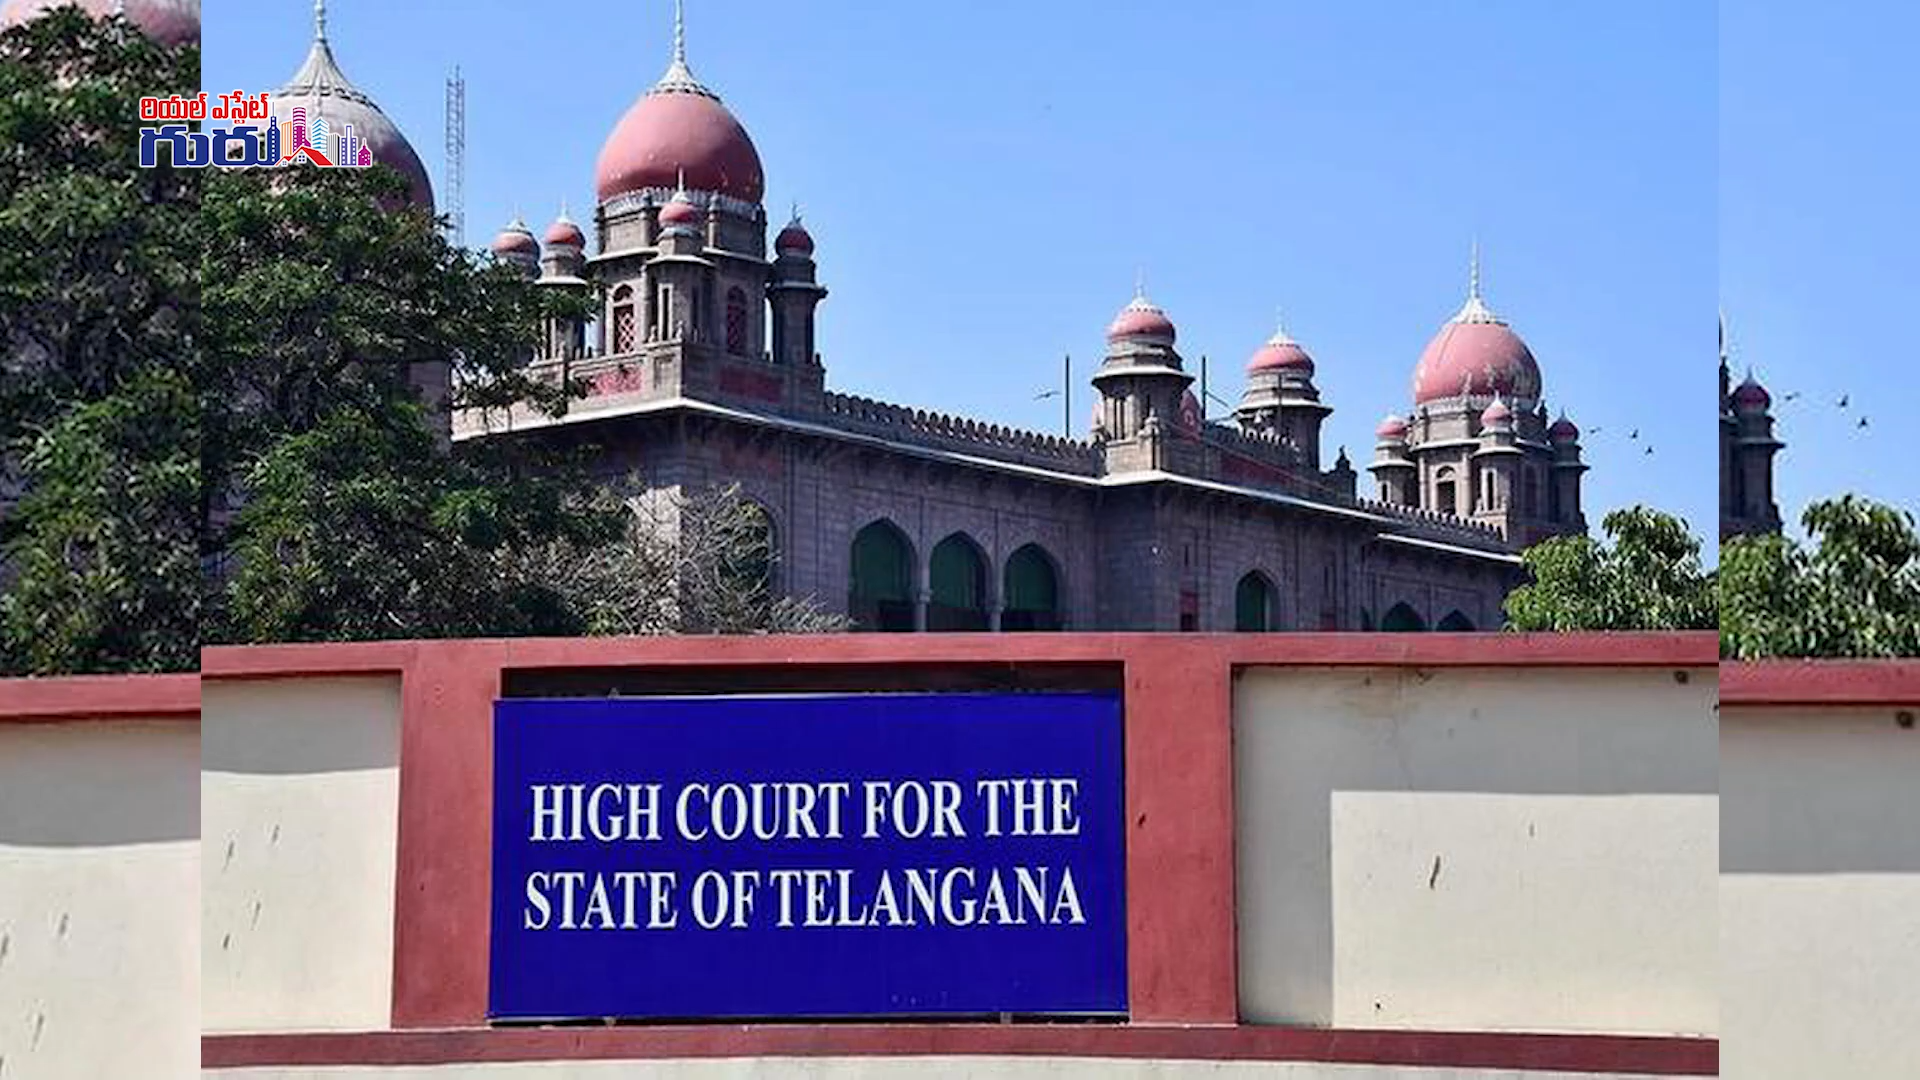 రియల్ ఎస్టేట్
గురు
HIGH COURT FOR THE
STATE OF TELANGANA